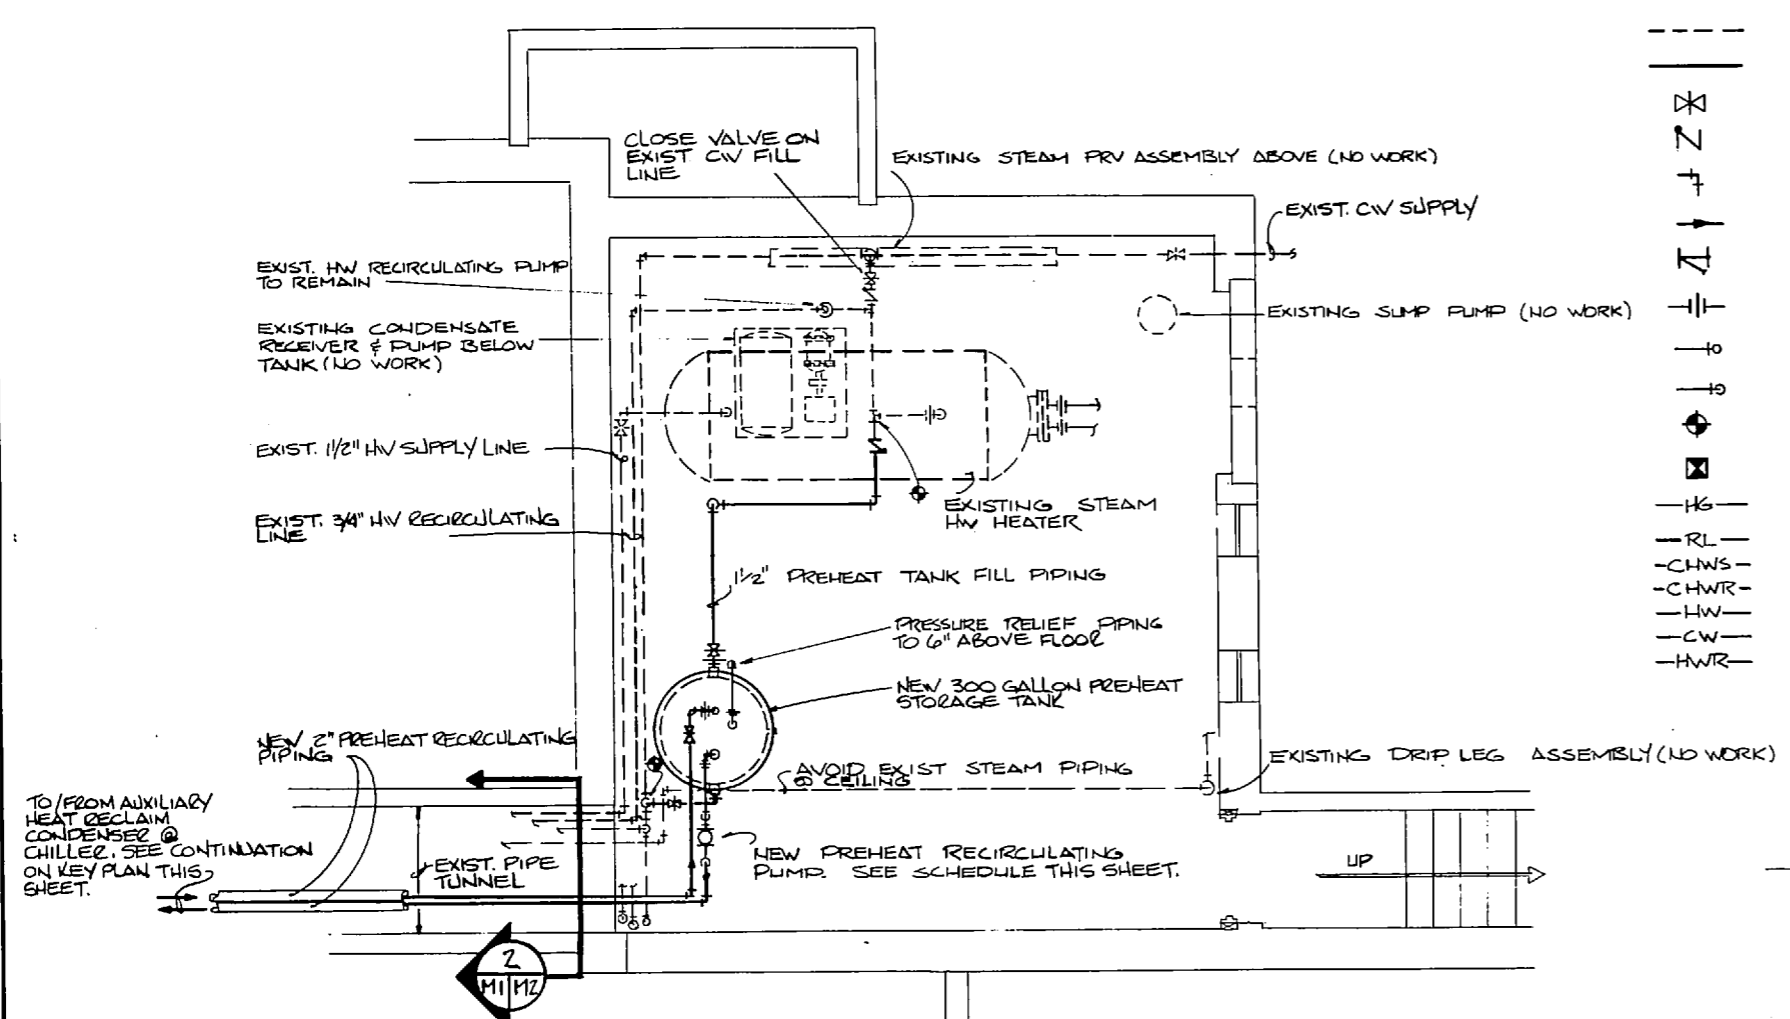 CLOSE VALVE ON
EXIST. CW FILL
LINE
EXISTING STEAM PRV ASSEMBLY ABOVE (NO WORK)
EXIST. CW SUPPLY
EXIST. HW RECIRCULATING PUMP
TO REMAIN
EXISTING CONDENSATE
RECEIVER & PUMP BELOW
TANK (NO WORK)
EXISTING SUMP PUMP (NO WORK)
EXIST. 1 1/2" HW SUPPLY LINE
EXISTING STEAM
HW HEATER
EXIST. 3/4" HW RECIRCULATING
LINE
1 1/2" PREHEAT TANK FILL PIPING
PRESSURE RELIEF PIPING
TO 6" ABOVE FLOOR
NEW 300 GALLON PREHEAT
STORAGE TANK
NEW 2" PREHEAT RECIRCULATING
PIPING
AVOID EXIST STEAM PIPING
@ CEILING
EXISTING DRIP LEG ASSEMBLY (NO WORK)
TO/FROM AUXILIARY
HEAT RECLAIM
CONDENSER @
CHILLER. SEE CONTINUATION
ON KEY PLAN THIS
SHEET.
EXIST. PIPE
TUNNEL
NEW PREHEAT RECIRCULATING
PUMP. SEE SCHEDULE THIS SHEET.
UP
2
M1 M2
HG
RL
CHWS
CHWR
HW
CW
HWR